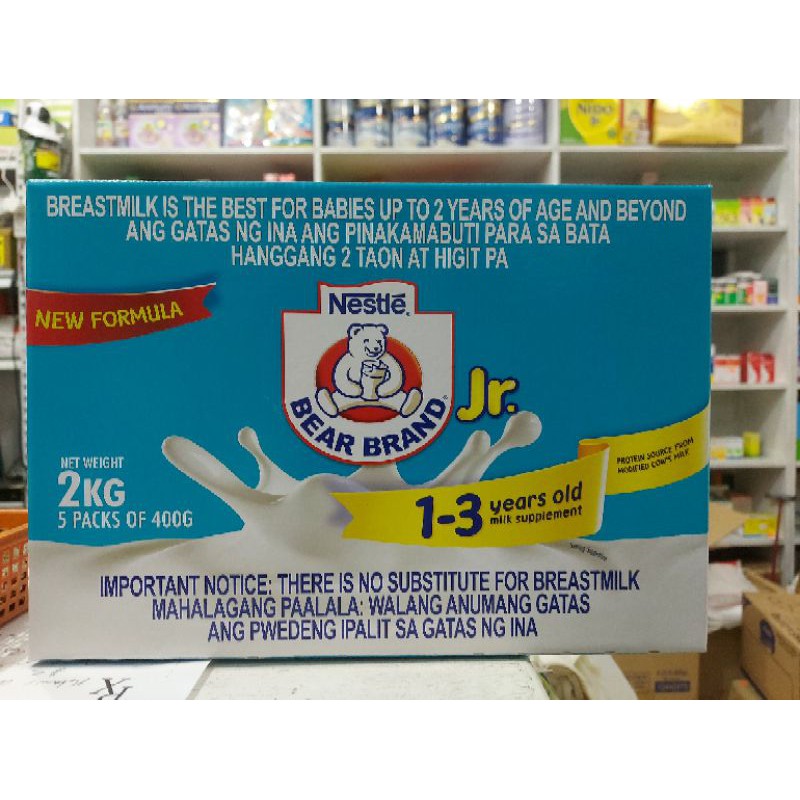 BREASTMILK IS THE BEST FOR BABIES UP TO 2 YEARS OF AGE AND BEYOND
ANG GATAS NG INA ANG PINAKAMABUTI PARA SA BATA
HANGGANG 2 TAON AT HIGIT PA
NEW FORMULA
Nestlé
BEAR BRAND
Jr.
PROTEIN SOURCE FROM
MODIFIED COW'S MILK
NET WEIGHT
2KG
5 PACKS OF 400G
1-3 years old
milk supplement
IMPORTANT NOTICE: THERE IS NO SUBSTITUTE FOR BREASTMILK
MAHALAGANG PAALALA: WALANG ANUMANG GATAS
ANG PWEDENG IPALIT SA GATAS NG INA
NIDO